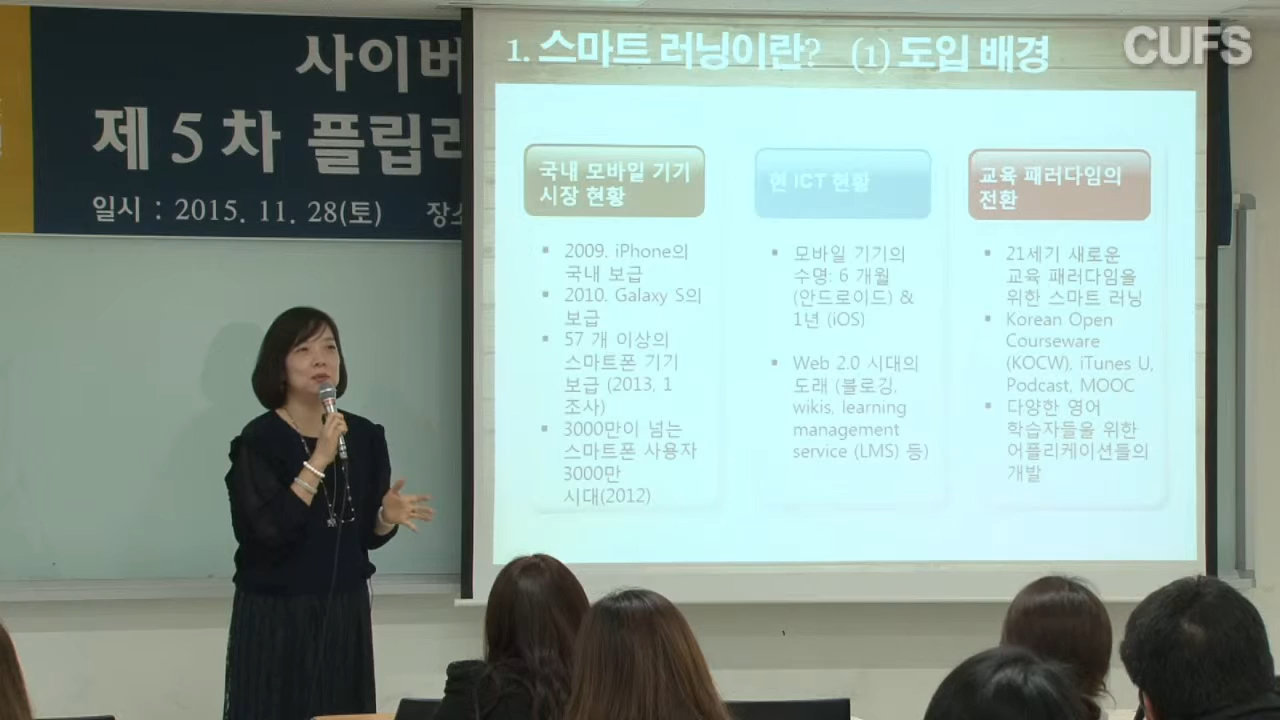 사이버
제 5 차 플립러
일시 : 2015. 11. 28(토) 장소
1. 스마트 러닝이란? (1) 도입 배경
CUFS
국내 모바일 기기
시장 현황
2009. iPhone의
국내 보급
2010. Galaxy S의
보급
57 개 이상의
스마트폰 기기
보급 (2013. 1
조사)
3000만이 넘는
스마트폰 사용자
3000만
시대(2012)
현 ICT 현황
모바일 기기의
수명: 6 개월
(안드로이드) &
1년 (iOS)
Web 2.0 시대의
도래 (블로깅,
wikis, learning
management
service (LMS) 등)
교육 패러다임의
전환
21세기 새로운
교육 패러다임을
위한 스마트 러닝
Korean Open
Courseware
(KOCW), iTunes U,
Podcast, MOOC
다양한 영어
학습자들을 위한
어플리케이션들의
개발